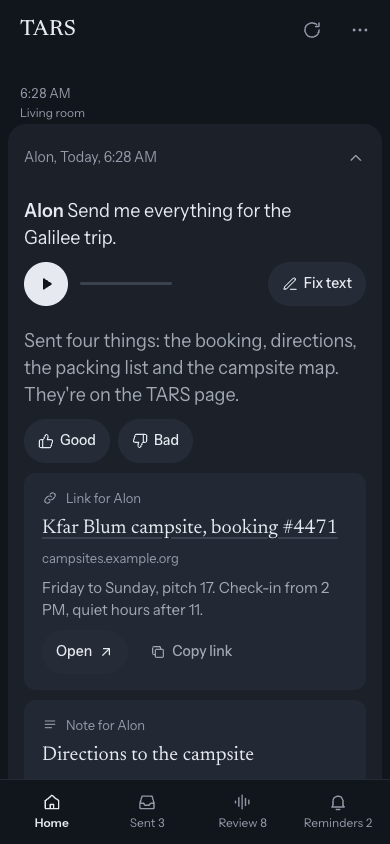 TARS
6:28 AM
Living room
Alon, Today, 6:28 AM
Alon Send me everything for the
Galilee trip.
Fix text
Sent four things: the booking, directions,
the packing list and the campsite map.
They're on the TARS page.
Good
Bad
Link for Alon
Kfar Blum campsite, booking #4471
campsites.example.org
Friday to Sunday, pitch 17. Check-in from 2
PM, quiet hours after 11.
Open
Copy link
Note for Alon
Directions to the campsite
Home
Sent 3
Review 8
Reminders 2